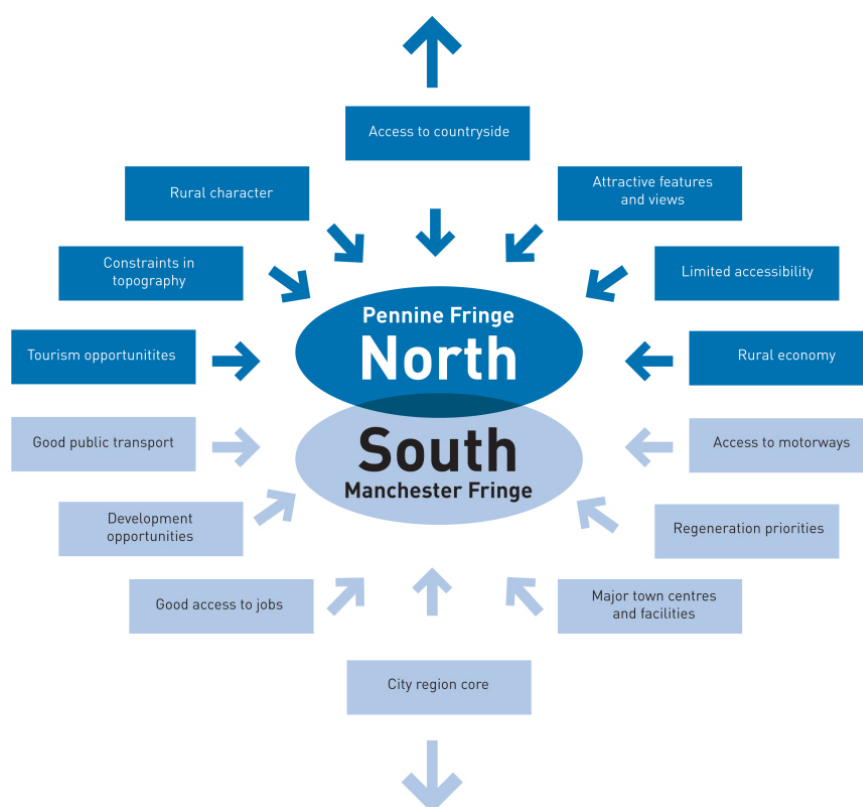 Access to countryside
Rural character
Attractive features
and views
Constraints in
topography
Limited accessibility
Pennine Fringe
North
Tourism opportunitites
Rural economy
Good public transport
South
Manchester Fringe
Access to motorways
Development
opportunities
Regeneration priorities
Good access to jobs
Major town centres
and facilities
City region core